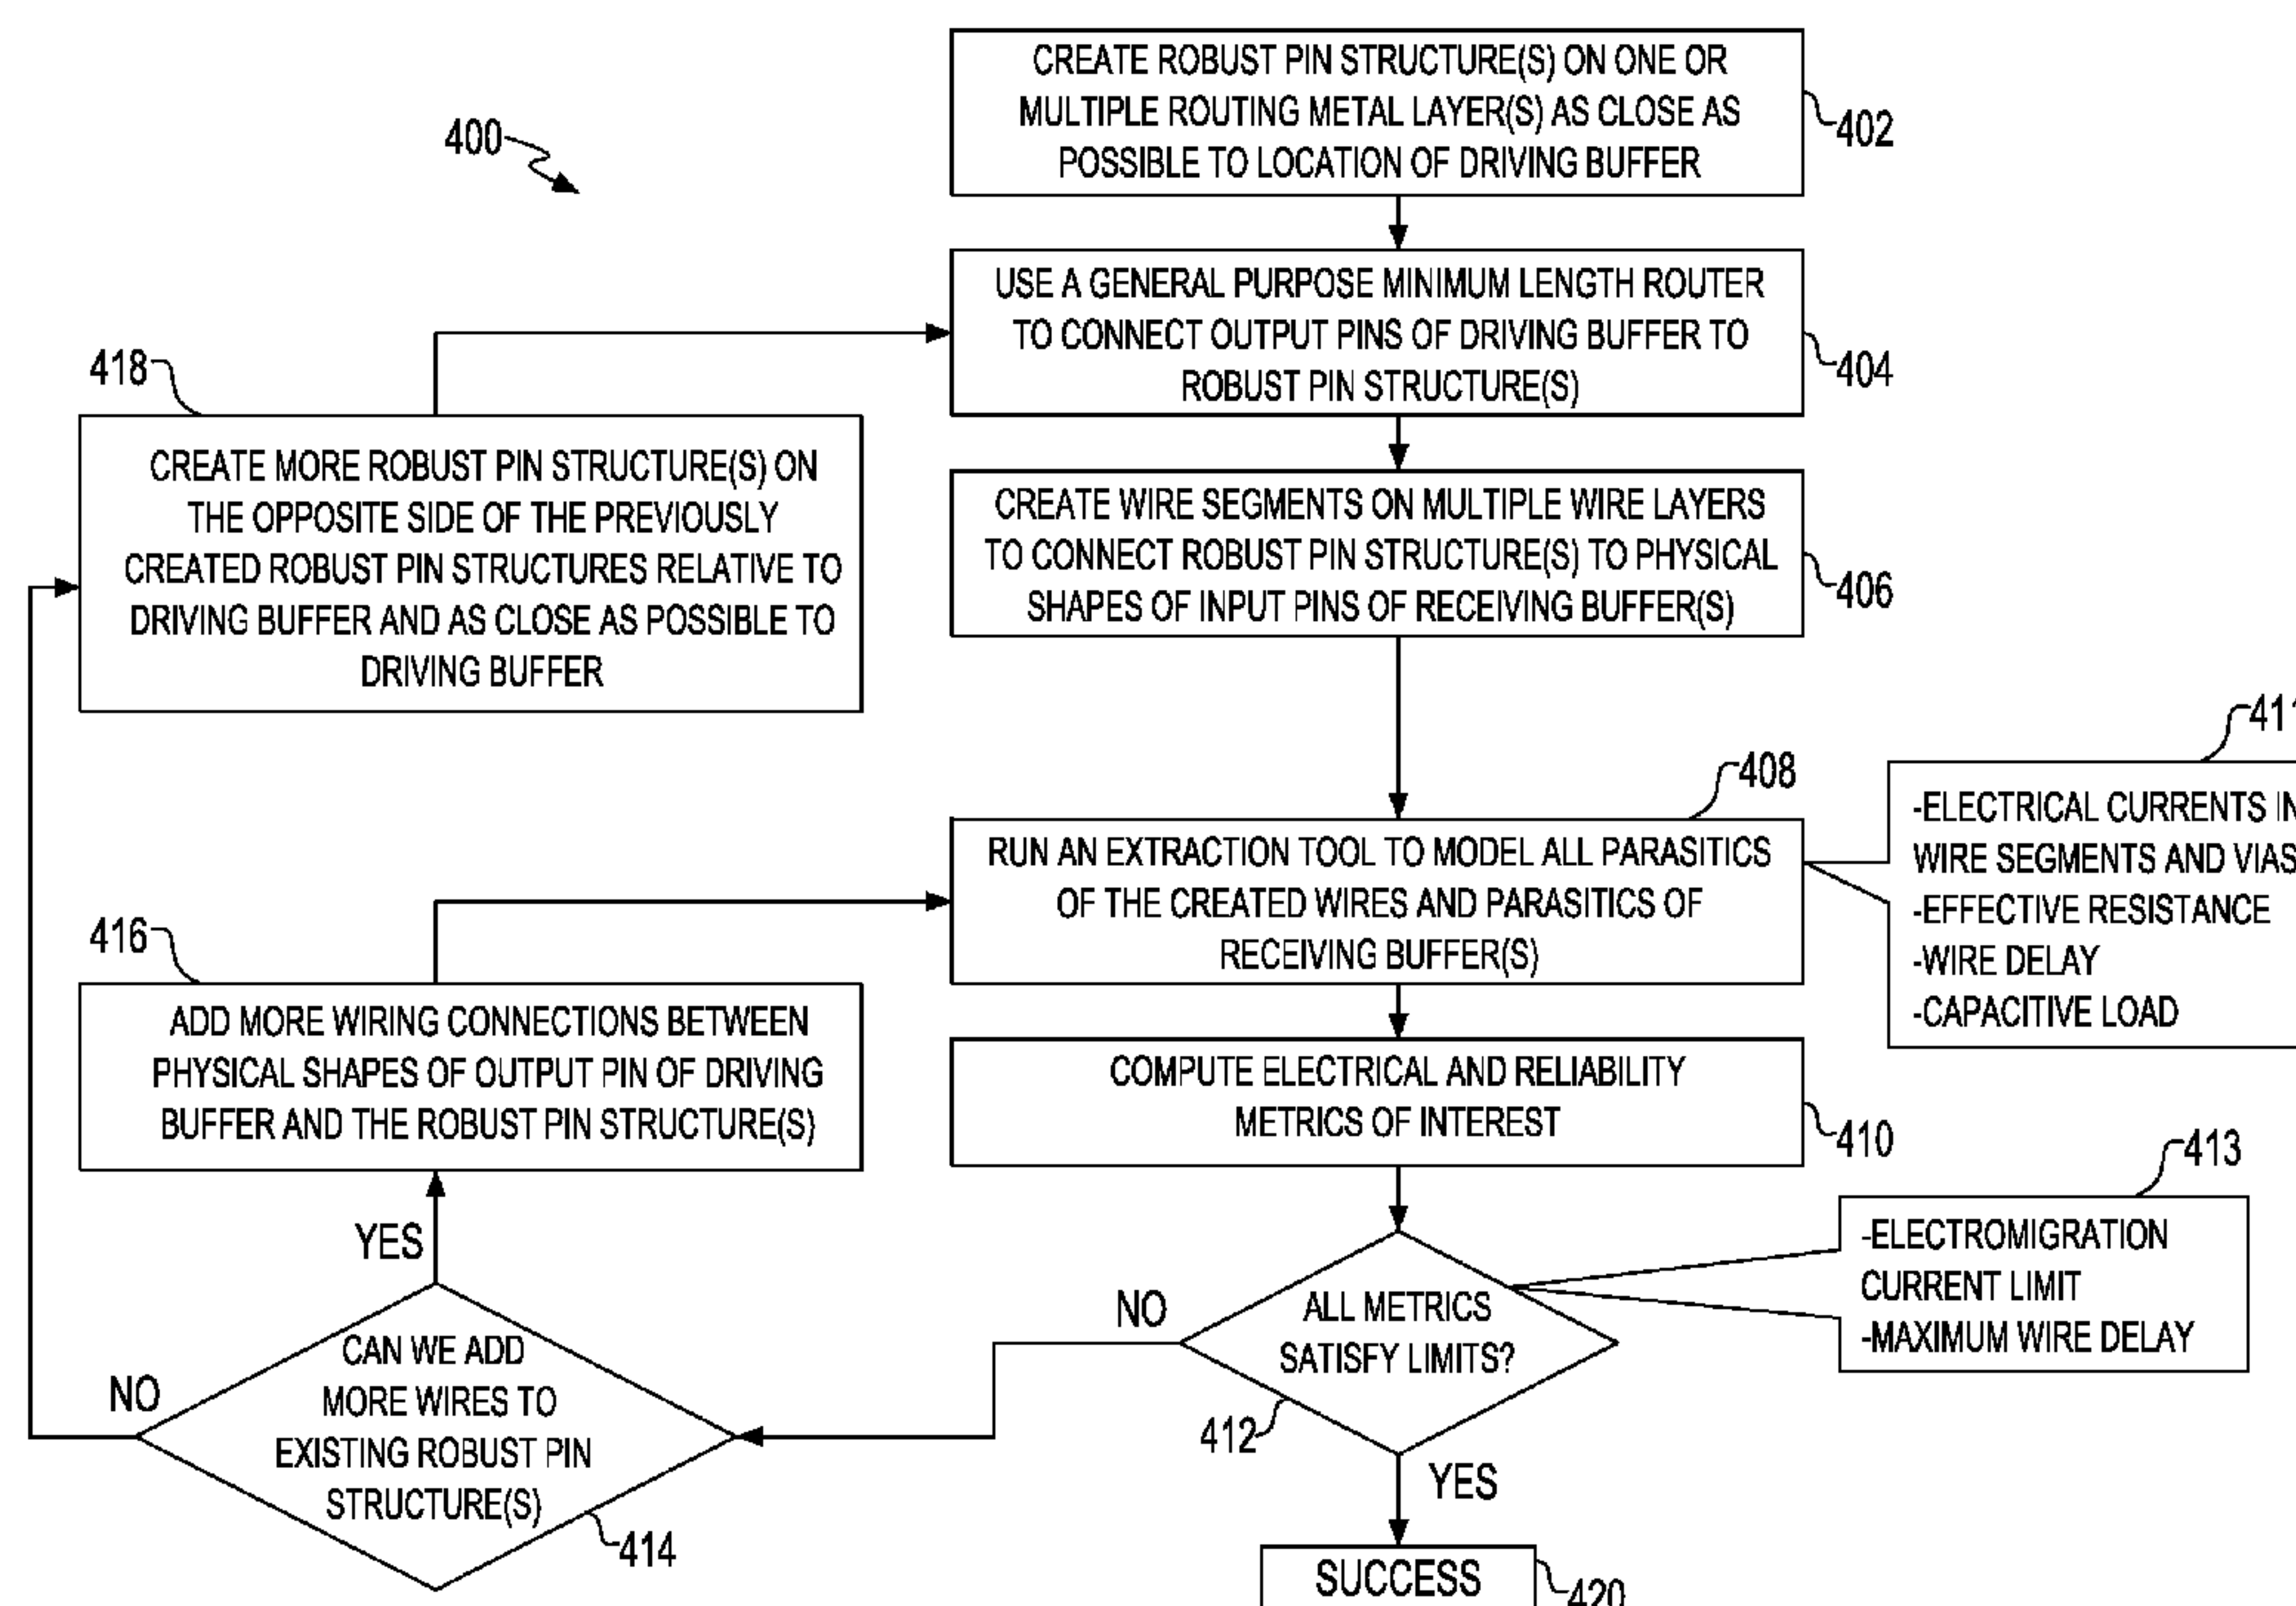 400
CREATE ROBUST PIN STRUCTURE(S) ON ONE OR
MULTIPLE ROUTING METAL LAYER(S) AS CLOSE AS
POSSIBLE TO LOCATION OF DRIVING BUFFER
402
USE A GENERAL PURPOSE MINIMUM LENGTH ROUTER
TO CONNECT OUTPUT PINS OF DRIVING BUFFER TO
ROBUST PIN STRUCTURE(S)
404
418
CREATE MORE ROBUST PIN STRUCTURE(S) ON
THE OPPOSITE SIDE OF THE PREVIOUSLY
CREATED ROBUST PIN STRUCTURES RELATIVE TO
DRIVING BUFFER AND AS CLOSE AS POSSIBLE TO
DRIVING BUFFER
CREATE WIRE SEGMENTS ON MULTIPLE WIRE LAYERS
TO CONNECT ROBUST PIN STRUCTURE(S) TO PHYSICAL
SHAPES OF INPUT PINS OF RECEIVING BUFFER(S)
406
408
RUN AN EXTRACTION TOOL TO MODEL ALL PARASITICS
OF THE CREATED WIRES AND PARASITICS OF
RECEIVING BUFFER(S)
411
-ELECTRICAL CURRENTS IN
WIRE SEGMENTS AND VIAS
-EFFECTIVE RESISTANCE
-WIRE DELAY
-CAPACITIVE LOAD
416
ADD MORE WIRING CONNECTIONS BETWEEN
PHYSICAL SHAPES OF OUTPUT PIN OF DRIVING
BUFFER AND THE ROBUST PIN STRUCTURE(S)
COMPUTE ELECTRICAL AND RELIABILITY
METRICS OF INTEREST
410
413
-ELECTROMIGRATION
CURRENT LIMIT
-MAXIMUM WIRE DELAY
YES
NO
ALL METRICS
SATISFY LIMITS?
412
CAN WE ADD
MORE WIRES TO
EXISTING ROBUST PIN
STRUCTURE(S)
NO
414
YES
SUCCESS
420